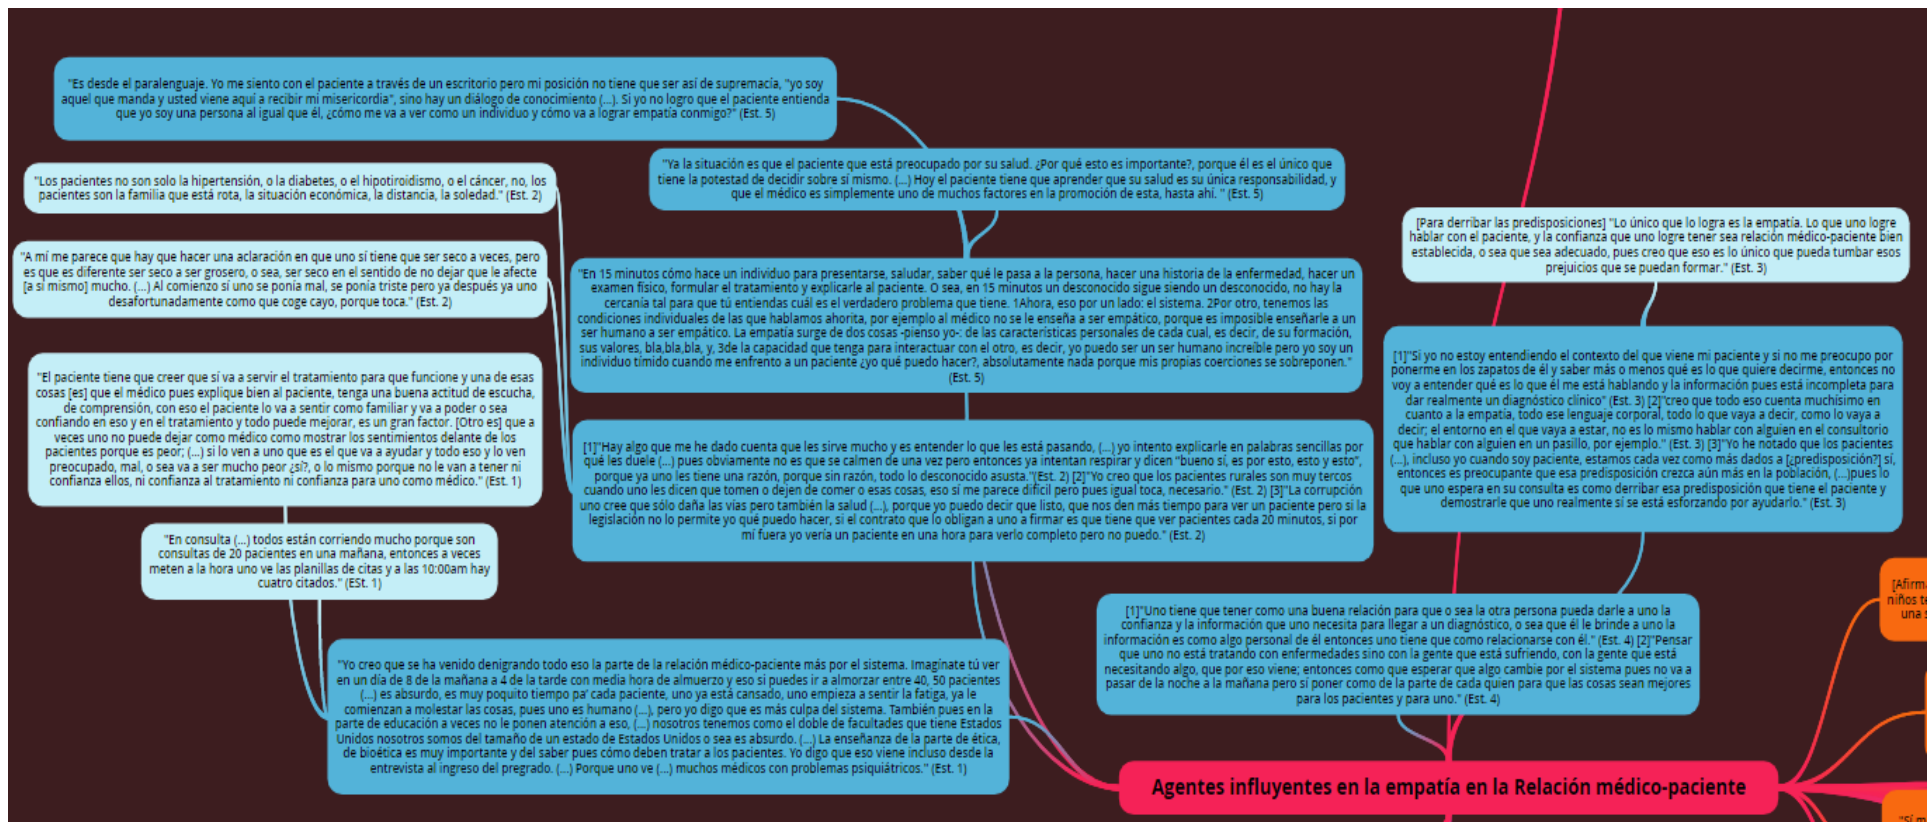 "Es desde el paralenguaje. Yo me siento con el paciente a través de un escritorio pero mi posición no tiene que ser así de supremacía, "yo soy
aquel que manda y usted viene aquí a recibir mi misericordia", sino hay un diálogo de conocimiento (...). Si yo no logro que el paciente entienda
que yo soy una persona al igual que él, ¿cómo me va a ver como un individuo y cómo va a lograr empatía conmigo?" (Est. 5)
"Ya la situación es que el paciente que está preocupado por su salud. ¿Por qué esto es importante?, porque él es el único que
tiene la potestad de decidir sobre sí mismo. (...) Hoy el paciente tiene que aprender que su salud es su única responsabilidad, y
que el médico es simplemente uno de muchos factores en la promoción de esta, hasta ahí. " (Est. 5)
"Los pacientes no son solo la hipertensión, o la diabetes, o el hipotiroidismo, o el cáncer, no, los
pacientes son la familia que está rota, la situación económica, la distancia, la soledad." (Est. 2)
"A mí me parece que hay que hacer una aclaración en que uno sí tiene que ser seco a veces, pero
es que es diferente ser seco a ser grosero, o sea, ser seco en el sentido de no dejar que le afecte
[a sí mismo] mucho. (...) Al comienzo sí uno se ponía mal, se ponía triste pero ya después ya uno
desafortunadamente como que coge cayo, porque toca." (Est. 2)
"En 15 minutos cómo hace un individuo para presentarse, saludar, saber qué le pasa a la persona, hacer una historia de la enfermedad, hacer un
examen físico, formular el tratamiento y explicarle al paciente. O sea, en 15 minutos un desconocido sigue siendo un desconocido, no hay la
cercanía tal para que tú entiendas cuál es el verdadero problema que tiene. 1Ahora, eso por un lado: el sistema. 2Por otro, tenemos las
condiciones individuales de las que hablamos ahorita, por ejemplo al médico no se le enseña a ser empático, porque es imposible enseñarle a un
ser humano a ser empático. La empatía surge de dos cosas -pienso yo-: de las características personales de cada cual, es decir, de su formación,
sus valores, bla,bla,bla, y, 3de la capacidad que tenga para interactuar con el otro, es decir, yo puedo ser un ser humano increíble pero yo soy un
individuo tímido cuando me enfrento a un paciente ¿yo qué puedo hacer?, absolutamente nada porque mis propias coerciones se sobreponen."
(Est. 5)
"El paciente tiene que creer que sí va a servir el tratamiento para que funcione y una de esas
cosas [es] que el médico pues explique bien al paciente, tenga una buena actitud de escucha,
de comprensión, con eso el paciente lo va a sentir como familiar y va a poder o sea
confiando en eso y en el tratamiento y todo puede mejorar, es un gran factor. [Otro es] que a
veces uno no puede dejar como médico como mostrar los sentimientos delante de los
pacientes porque es peor; (...) si lo ven a uno que es el que va a ayudar y todo eso y lo ven
preocupado, mal, o sea va a ser mucho peor ¿sí?, o lo mismo porque no le van a tener ni
confianza ellos, ni confianza al tratamiento ni confianza para uno como médico." (Est. 1)
[1]"Hay algo que me he dado cuenta que les sirve mucho y es entender lo que les está pasando, (...) yo intento explicarle en palabras sencillas por
qué les duele (...) pues obviamente no es que se calmen de una vez pero entonces ya intentan respirar y dicen "bueno sí, es por esto, esto y esto",
porque ya uno les tiene una razón, porque sin razón, todo lo desconocido asusta."(Est. 2) [2]"Yo creo que los pacientes rurales son muy tercos
cuando uno les dicen que tomen o dejen de comer o esas cosas, eso sí me parece difícil pero pues igual toca, necesario." (Est. 2) [3]"La corrupción
uno cree que sólo daña las vías pero también la salud (...), porque yo puedo decir que listo, que nos den más tiempo para ver un paciente pero si la
legislación no lo permite yo qué puedo hacer, si el contrato que lo obligan a uno a firmar es que tiene que ver pacientes cada 20 minutos, si por
mí fuera yo vería un paciente en una hora para verlo completo pero no puedo." (Est. 2)
"En consulta (...) todos están corriendo mucho porque son
consultas de 20 pacientes en una mañana, entonces a veces
meten a la hora uno ve las planillas de citas y a las 10:00am hay
cuatro citados." (ESt. 1)
"Yo creo que se ha venido denigrando todo eso la parte de la relación médico-paciente más por el sistema. Imagínate tú ver
en un día de 8 de la mañana a 4 de la tarde con media hora de almuerzo y eso si puedes ir a almorzar entre 40, 50 pacientes
(...) es absurdo, es muy poquito tiempo pa' cada paciente, uno ya está cansado, uno empieza a sentir la fatiga, ya le
comienzan a molestar las cosas, pues uno es humano (...), pero yo digo que es más culpa del sistema. También pues en la
parte de educación a veces no le ponen atención a eso, (...) nosotros tenemos como el doble de facultades que tiene Estados
Unidos nosotros somos del tamaño de un estado de Estados Unidos o sea es absurdo. (...) La enseñanza de la parte de ética,
de bioética es muy importante y del saber pues cómo deben tratar a los pacientes. Yo digo que eso viene incluso desde la
entrevista al ingreso del pregrado. (...) Porque uno ve (...) muchos médicos con problemas psiquiátricos." (Est. 1)
[Para derribar las predisposiciones] "Lo único que lo logra es la empatía. Lo que uno logre
hablar con el paciente, y la confianza que uno logre tener sea relación médico-paciente bien
establecida, o sea que sea adecuado, pues creo que eso es lo único que pueda tumbar esos
prejuicios que se puedan formar." (Est. 3)
[1]"Si yo no estoy entendiendo el contexto del que viene mi paciente y si no me preocupo por
ponerme en los zapatos de él y saber más o menos qué es lo que quiere decirme, entonces no
voy a entender qué es lo que él me está hablando y la información pues está incompleta para
dar realmente un diagnóstico clínico" (Est. 3) [2]"creo que todo eso cuenta muchísimo en
cuanto a la empatía, todo ese lenguaje corporal, todo lo que vaya a decir, como lo vaya a
decir; el entorno en el que vaya a estar, no es lo mismo hablar con alguien en el consultorio
que hablar con alguien en un pasillo, por ejemplo." (Est. 3) [3]"Yo he notado que los pacientes
(...), incluso yo cuando soy paciente, estamos cada vez como más dados a [¿predisposición?] sí,
entonces es preocupante que esa predisposición crezca aún más en la población, (...)pues lo
que uno espera en su consulta es como derribar esa predisposición que tiene el paciente y
demostrarle que uno realmente sí se está esforzando por ayudarlo." (Est. 3)
[1]"Uno tiene que tener como una buena relación para que o sea la otra persona pueda darle a uno la
confianza y la información que uno necesita para llegar a un diagnóstico, o sea que él le brinde a uno la
información es como algo personal de él entonces uno tiene que como relacionarse con él." (Est. 4) [2]"Pensar
que uno no está tratando con enfermedades sino con la gente que está sufriendo, con la gente que está
necesitando algo, que por eso viene; entonces como que esperar que algo cambie por el sistema pues no va a
pasar de la noche a la mañana pero sí poner como de la parte de cada quien para que las cosas sean mejores
para los pacientes y para uno." (Est. 4)
Agentes influyentes en la empatía en la Relación médico-paciente
niños
una